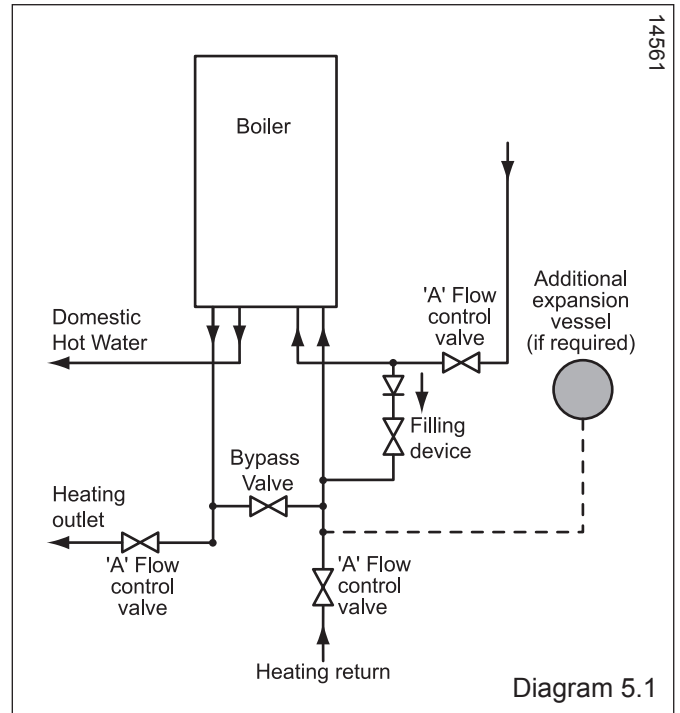 14561
Boiler
'A' Flow
control
valve
Additional
expansion
vessel
(if required)
Domestic
Hot Water
Filling
device
Bypass
Valve
Heating
outlet
'A' Flow
control
valve
'A' Flow
control
valve
Heating return
Diagram 5.1